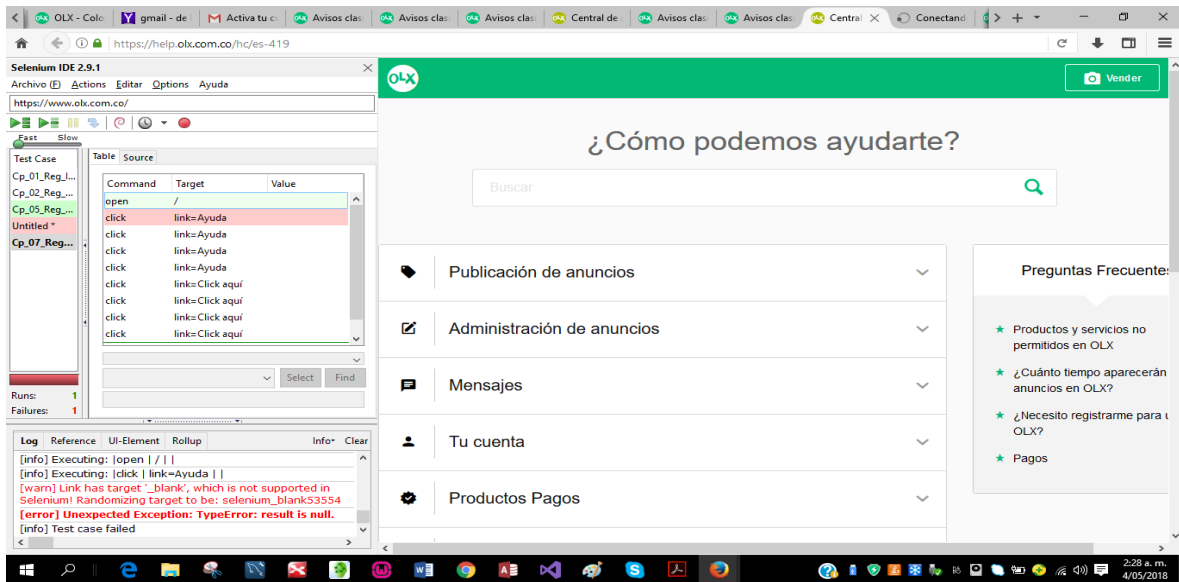 OLX - Colo
gmail - de
Activa tu c
Avisos clas
Avisos clas
Avisos clas
Central de
Avisos clas
Avisos clas
Central
Conectand
https://help.olx.com.co/hc/es-419
Selenium IDE 2.9.1
Archivo (F) Actions Editar Options Ayuda
https://www.olx.com.co/
Fast Slow
Test Case
Cp_01_Reg_I...
Cp_02_Reg_...
Cp_05_Reg_...
Untitled *
Cp_07_Reg...
Runs: 1
Failures: 1
Table Source
Command Target Value
open /
click link=Ayuda
click link=Ayuda
click link=Ayuda
click link=Ayuda
click link=Click aquí
click link=Click aquí
click link=Click aquí
click link=Click aquí
Select Find
Log Reference UI-Element Rollup Info Clear
[info] Executing: |open | / | |
[info] Executing: |click | link=Ayuda | |
[warn] Link has target '_blank', which is not supported in
Selenium! Randomizing target to be: selenium_blank53554
[error] Unexpected Exception: TypeError: result is null.
[info] Test case failed
OLX
Vender
¿Cómo podemos ayudarte?
Buscar
Publicación de anuncios
Administración de anuncios
Mensajes
Tu cuenta
Productos Pagos
Preguntas Frecuentes
Productos y servicios no
permitidos en OLX
¿Cuánto tiempo aparecerán
anuncios en OLX?
¿Necesito registrarme para u
OLX?
Pagos
2:28 a. m.
4/05/2018